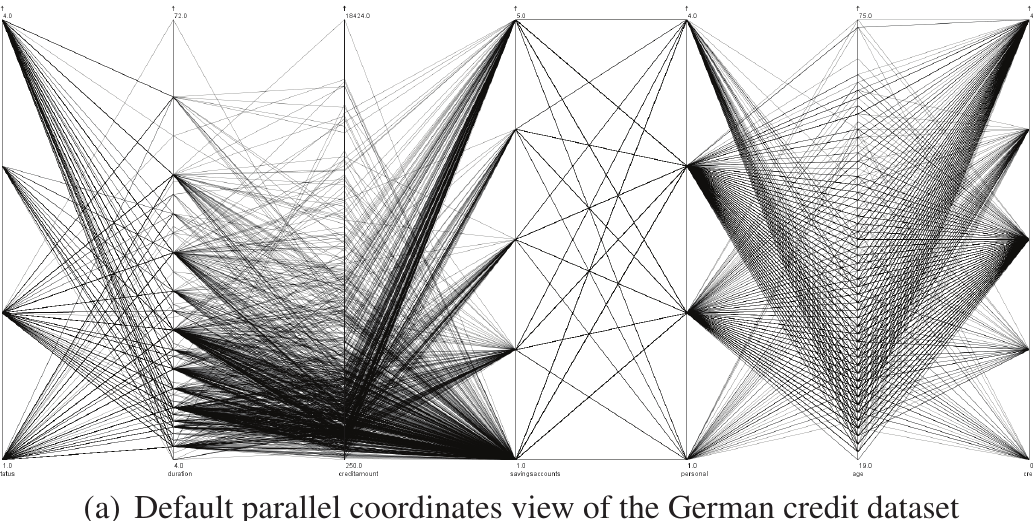 4.0 72.0 18424.0 5.0 4.0 75.0 4
1.0 4.0 250.0 1.0 1.0 19.0 0
tatus duration creditamount savingsaccounts personal age cre
(a) Default parallel coordinates view of the German credit dataset